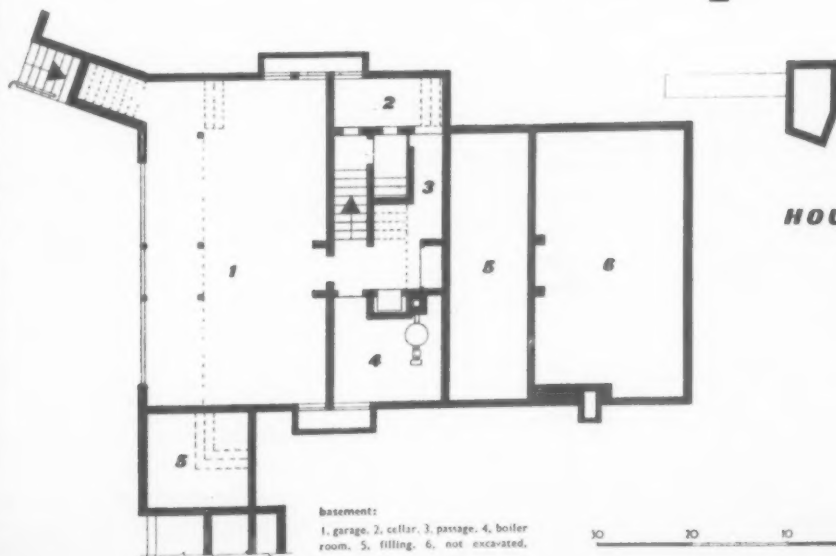 2
3
HOU
1
5
6
4
5
basement:
1, garage, 2, cellar, 3, passage, 4, boiler
room, 5, filling, 6, not excavated,
30 20 10